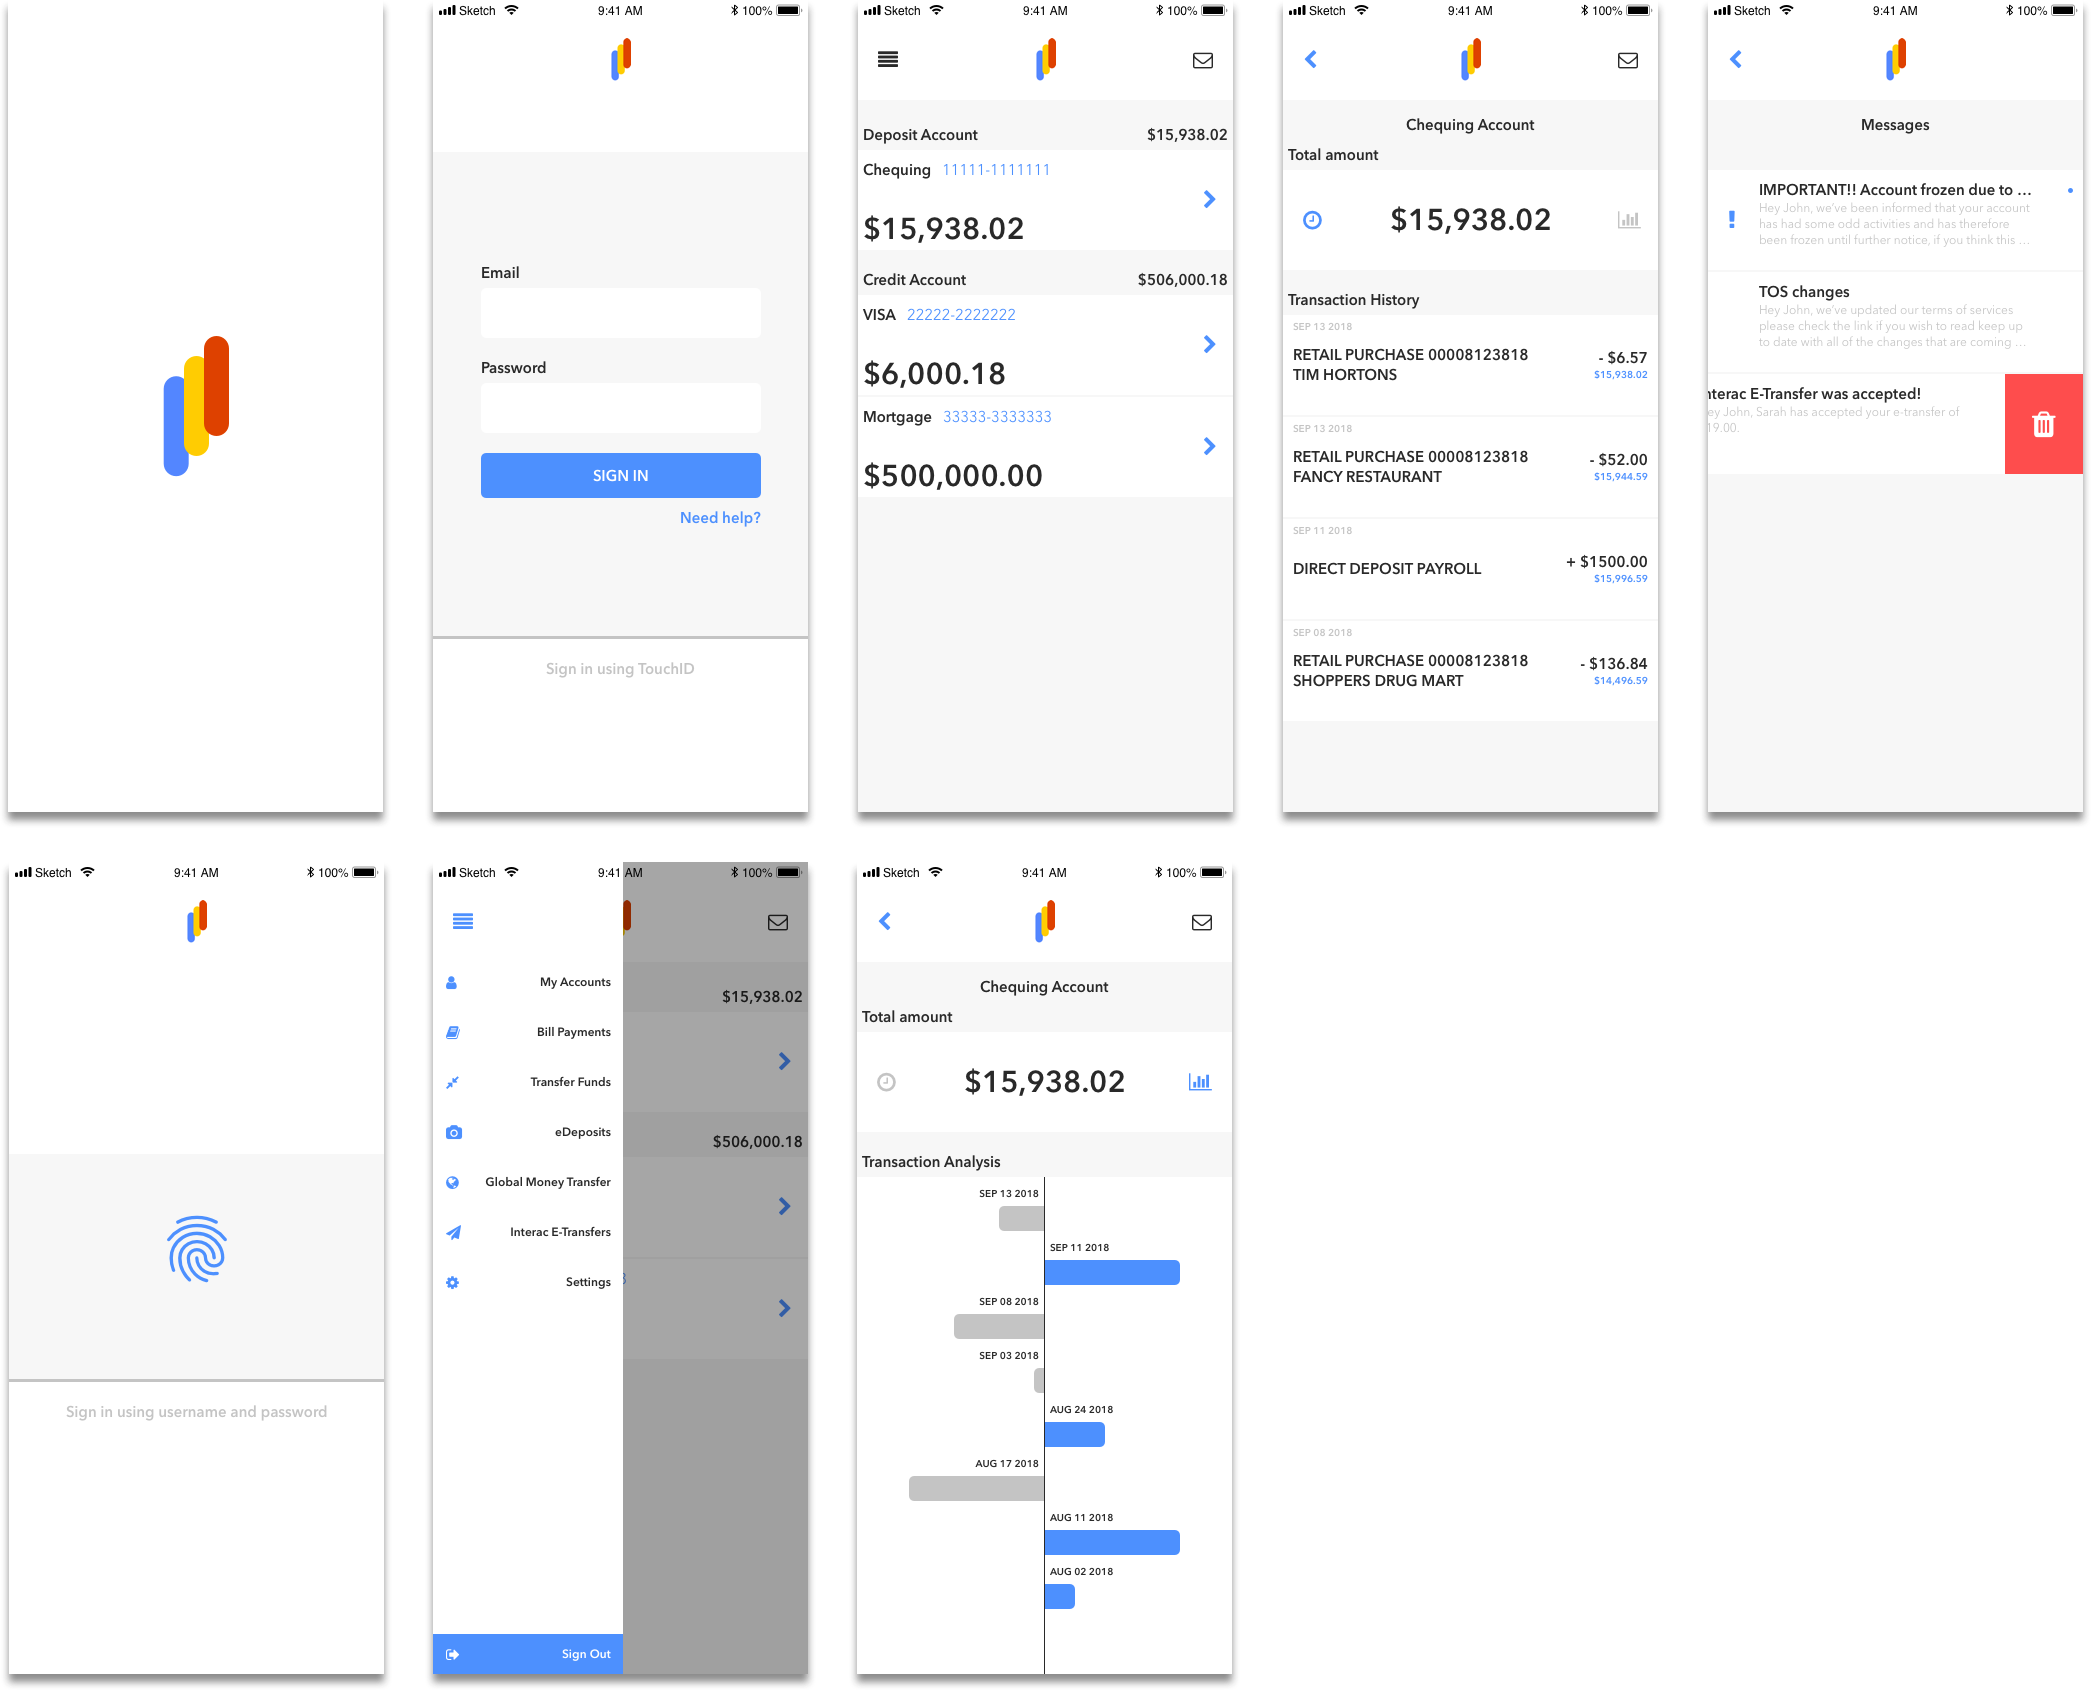 Sketch 9:41 AM 100%
Email
Password
SIGN IN
Need help?
Sign in using TouchID
Sketch 9:41 AM 100%
Deposit Account $15,938.02
Chequing 11111-1111111
$15,938.02
Credit Account $506,000.18
VISA 22222-2222222
$6,000.18
Mortgage 33333-3333333
$500,000.00
Sketch 9:41 AM 100%
Chequing Account
Total amount
$15,938.02
Transaction History
SEP 13 2018
RETAIL PURCHASE 00008123818
TIM HORTONS
- $6.57
$15,938.02
SEP 13 2018
RETAIL PURCHASE 00008123818
FANCY RESTAURANT
- $52.00
$15,944.59
SEP 11 2018
DIRECT DEPOSIT PAYROLL
+ $1500.00
$15,996.59
SEP 08 2018
RETAIL PURCHASE 00008123818
SHOPPERS DRUG MART
- $136.84
$14,496.59
Sketch 9:41 AM 100%
Messages
IMPORTANT!! Account frozen due to ...
Hey John, we've been informed that your account
has had some odd activities and has therefore
been frozen until further notice, if you think this ...
TOS changes
Hey John, we've updated our terms of services
please check the link if you wish to read keep up
to date with all of the changes that are coming ...
nterac E-Transfer was accepted!
ey John, Sarah has accepted your e-transfer of
19.00.
Sketch 9:41 AM 100%
Sign in using username and password
Sketch 9:41 AM 100%
My Accounts
Bill Payments
Transfer Funds
eDeposits
Global Money Transfer
Interac E-Transfers
Settings
Sign Out
$15,938.02
$506,000.18
3
Sketch 9:41 AM 100%
Chequing Account
Total amount
$15,938.02
Transaction Analysis
SEP 13 2018
SEP 11 2018
SEP 08 2018
SEP 03 2018
AUG 24 2018
AUG 17 2018
AUG 11 2018
AUG 02 2018